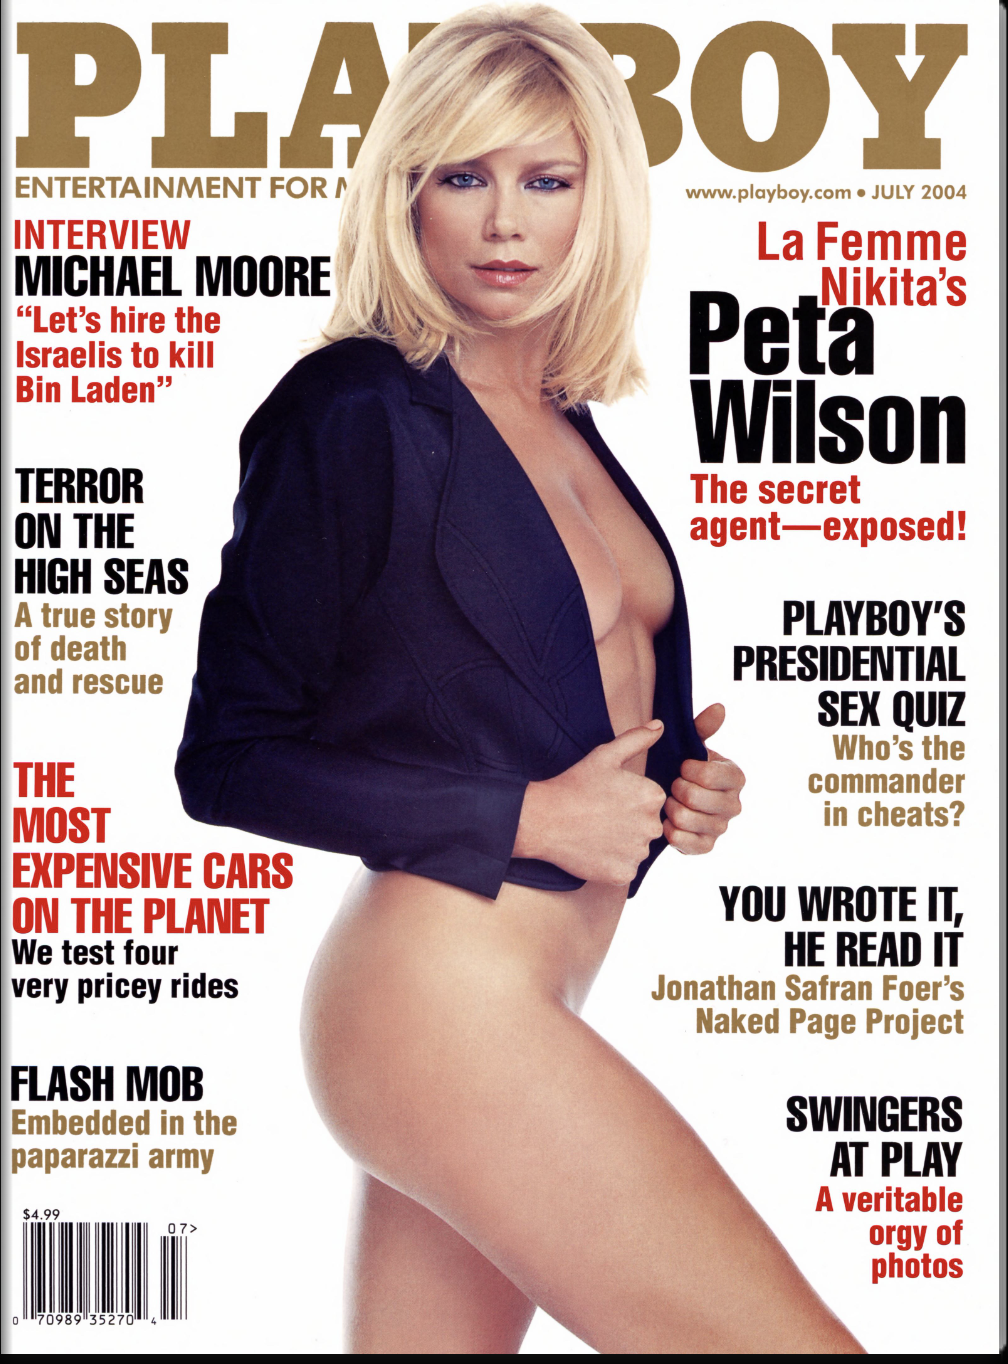 PLAYBOY
ENTERTAINMENT FOR M
www.playboy.com • JULY 2004
INTERVIEW
MICHAEL MOORE
“Let’s hire the
Israelis to kill
Bin Laden”
TERROR
ON THE
HIGH SEAS
A true story
of death
and rescue
THE
MOST
EXPENSIVE CARS
ON THE PLANET
We test four
very pricey rides
FLASH MOB
Embedded in the
paparazzi army
$4.99
07>
0 70989 35270 4
La Femme
Nikita’s
Peta
Wilson
The secret
agent—exposed!
PLAYBOY’S
PRESIDENTIAL
SEX QUIZ
Who’s the
commander
in cheats?
YOU WROTE IT,
HE READ IT
Jonathan Safran Foer’s
Naked Page Project
SWINGERS
AT PLAY
A veritable
orgy of
photos